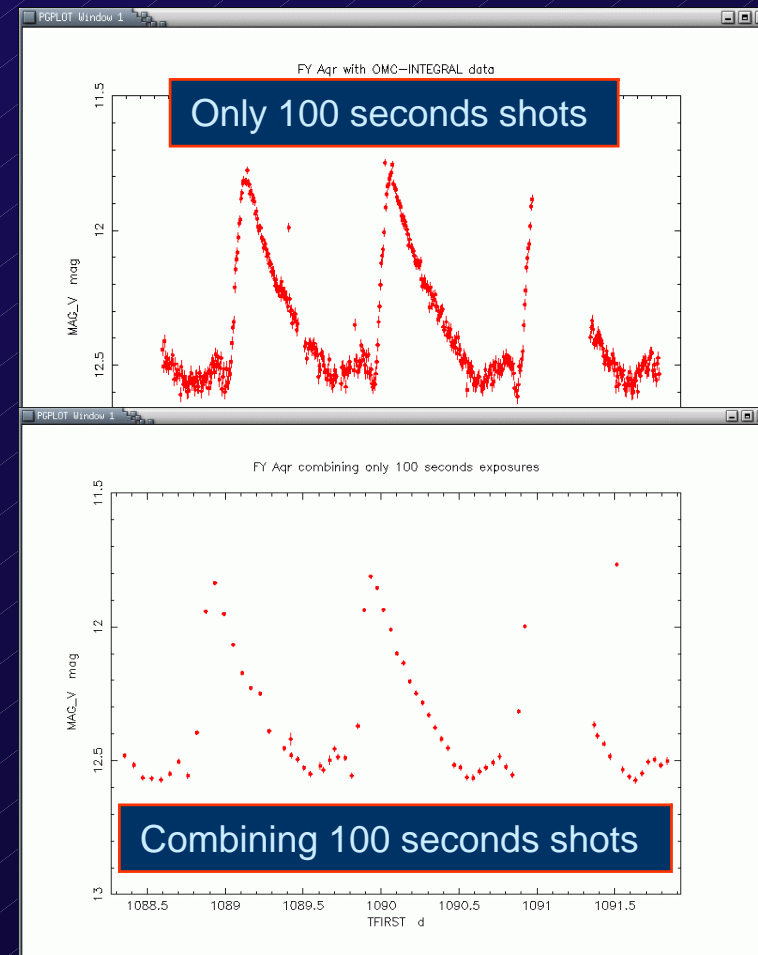 PGPLOT Window 1
FY Aqr with OMC-INTEGRAL data
Only 100 seconds shots
11.5
12
12.5
MAG_V mag
PGPLOT Window 1
FY Aqr combining only 100 seconds exposures
11.5
12
12.5
13
MAG_V mag
Combining 100 seconds shots
1088.5 1089 1089.5 1090 1090.5 1091 1091.5
TFIRST d